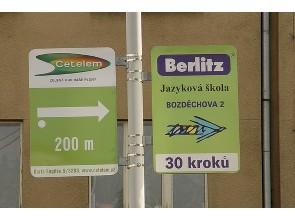 Cetelem
200 m
Berlitz
Jazyková škola
BOZDĚCHOVA 2
30 kroků